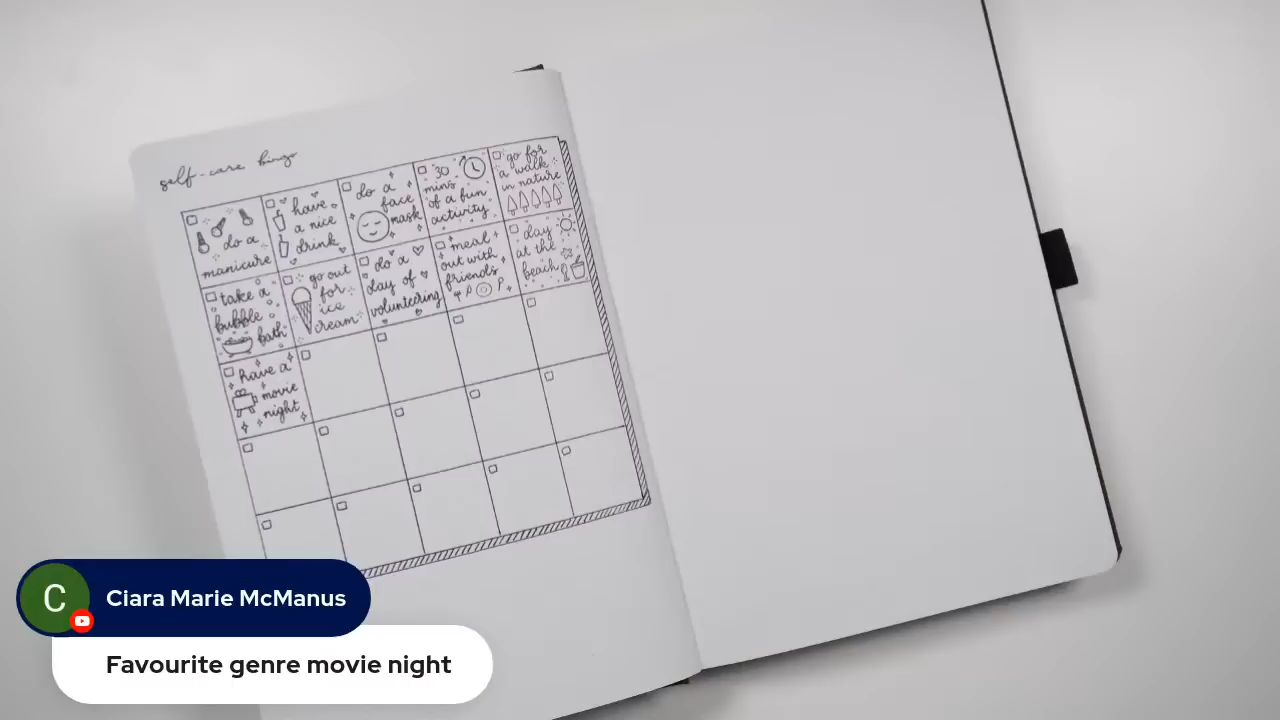 self-care bingo
do a
manicure
have
a nice
drink
do a
face
mask
30
mins
of a fun
activity
go for
a walk
in nature
take a
bubble
bath
go out
for
ice
cream
do a
day of
volunteering
meal
out with
friends
day
at the
beach
have a
movie
night
C
Ciara Marie McManus
Favourite genre movie night